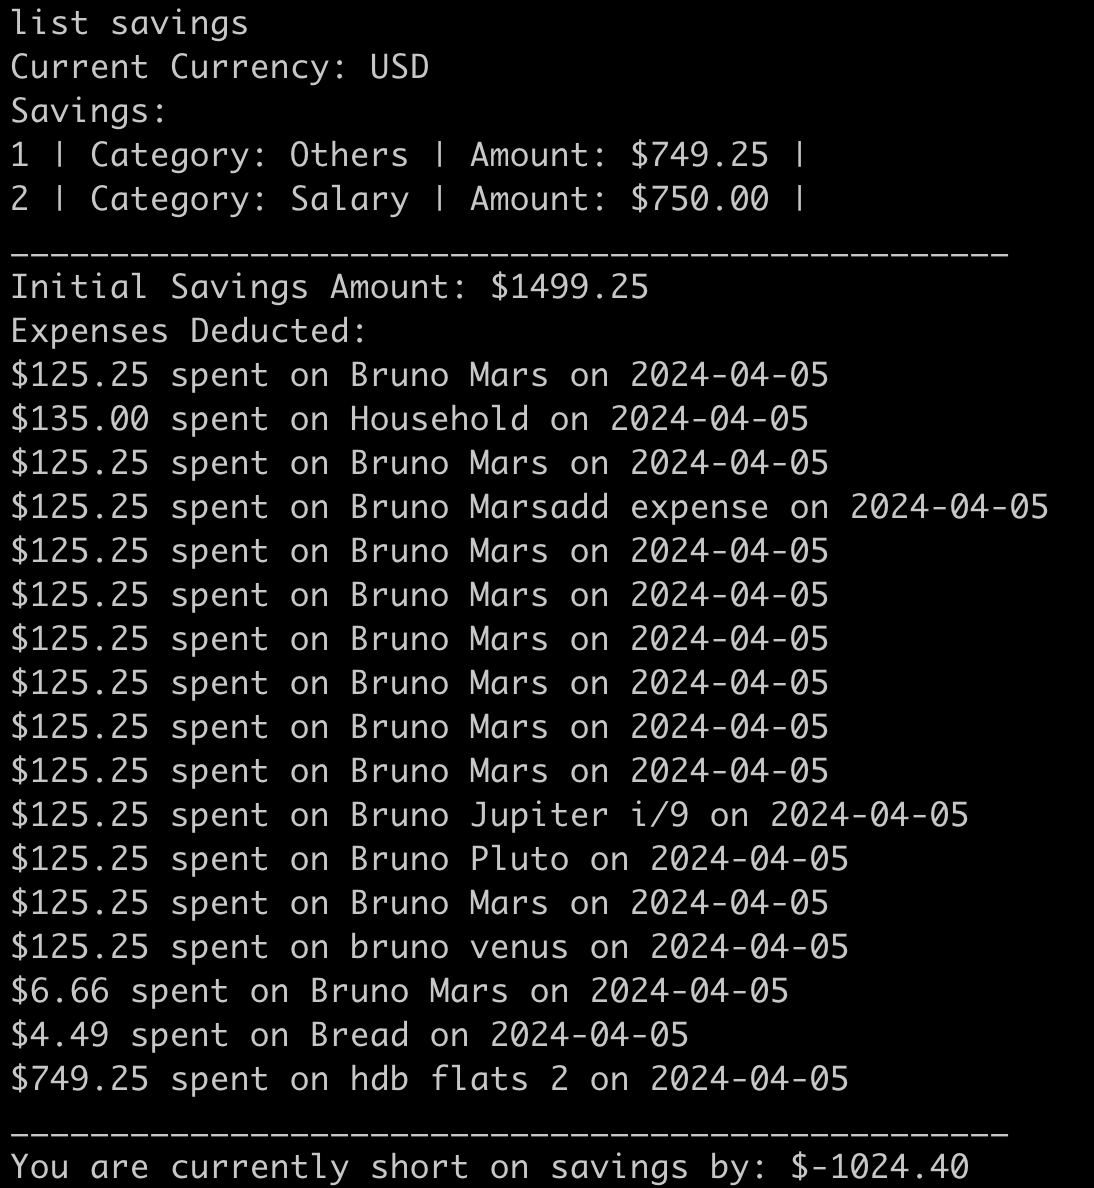 list savings
Current Currency: USD
Savings:
1 | Category: Others | Amount: $749.25 |
2 | Category: Salary | Amount: $750.00 |
__________________________________________________
Initial Savings Amount: $1499.25
Expenses Deducted:
$125.25 spent on Bruno Mars on 2024-04-05
$135.00 spent on Household on 2024-04-05
$125.25 spent on Bruno Mars on 2024-04-05
$125.25 spent on Bruno Marsadd expense on 2024-04-05
$125.25 spent on Bruno Mars on 2024-04-05
$125.25 spent on Bruno Mars on 2024-04-05
$125.25 spent on Bruno Mars on 2024-04-05
$125.25 spent on Bruno Mars on 2024-04-05
$125.25 spent on Bruno Mars on 2024-04-05
$125.25 spent on Bruno Mars on 2024-04-05
$125.25 spent on Bruno Jupiter i/9 on 2024-04-05
$125.25 spent on Bruno Pluto on 2024-04-05
$125.25 spent on Bruno Mars on 2024-04-05
$125.25 spent on bruno venus on 2024-04-05
$6.66 spent on Bruno Mars on 2024-04-05
$4.49 spent on Bread on 2024-04-05
$749.25 spent on hdb flats 2 on 2024-04-05
__________________________________________________
You are currently short on savings by: $-1024.40